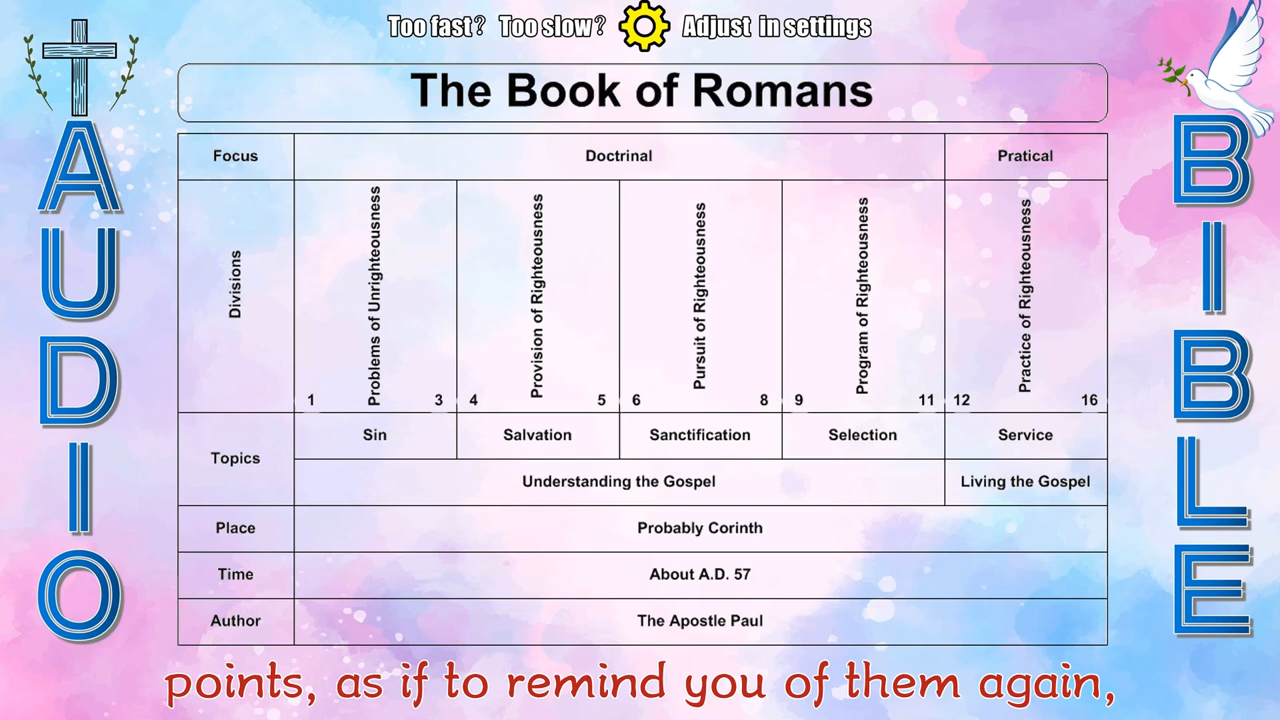 Too fast? Too slow? Adjust in settings
The Book of Romans
AUDIO
BIBLE
Focus Doctrinal Pratical
Divisions
Problems of Unrighteousness
Provision of Righteousness
Pursuit of Righteousness
Program of Righteousness
Practice of Righteousness
1 3 4 5 6 8 9 11 12 16
Topics
Sin Salvation Sanctification Selection Service
Understanding the Gospel Living the Gospel
Place Probably Corinth
Time About A.D. 57
Author The Apostle Paul
points, as if to remind you of them again,